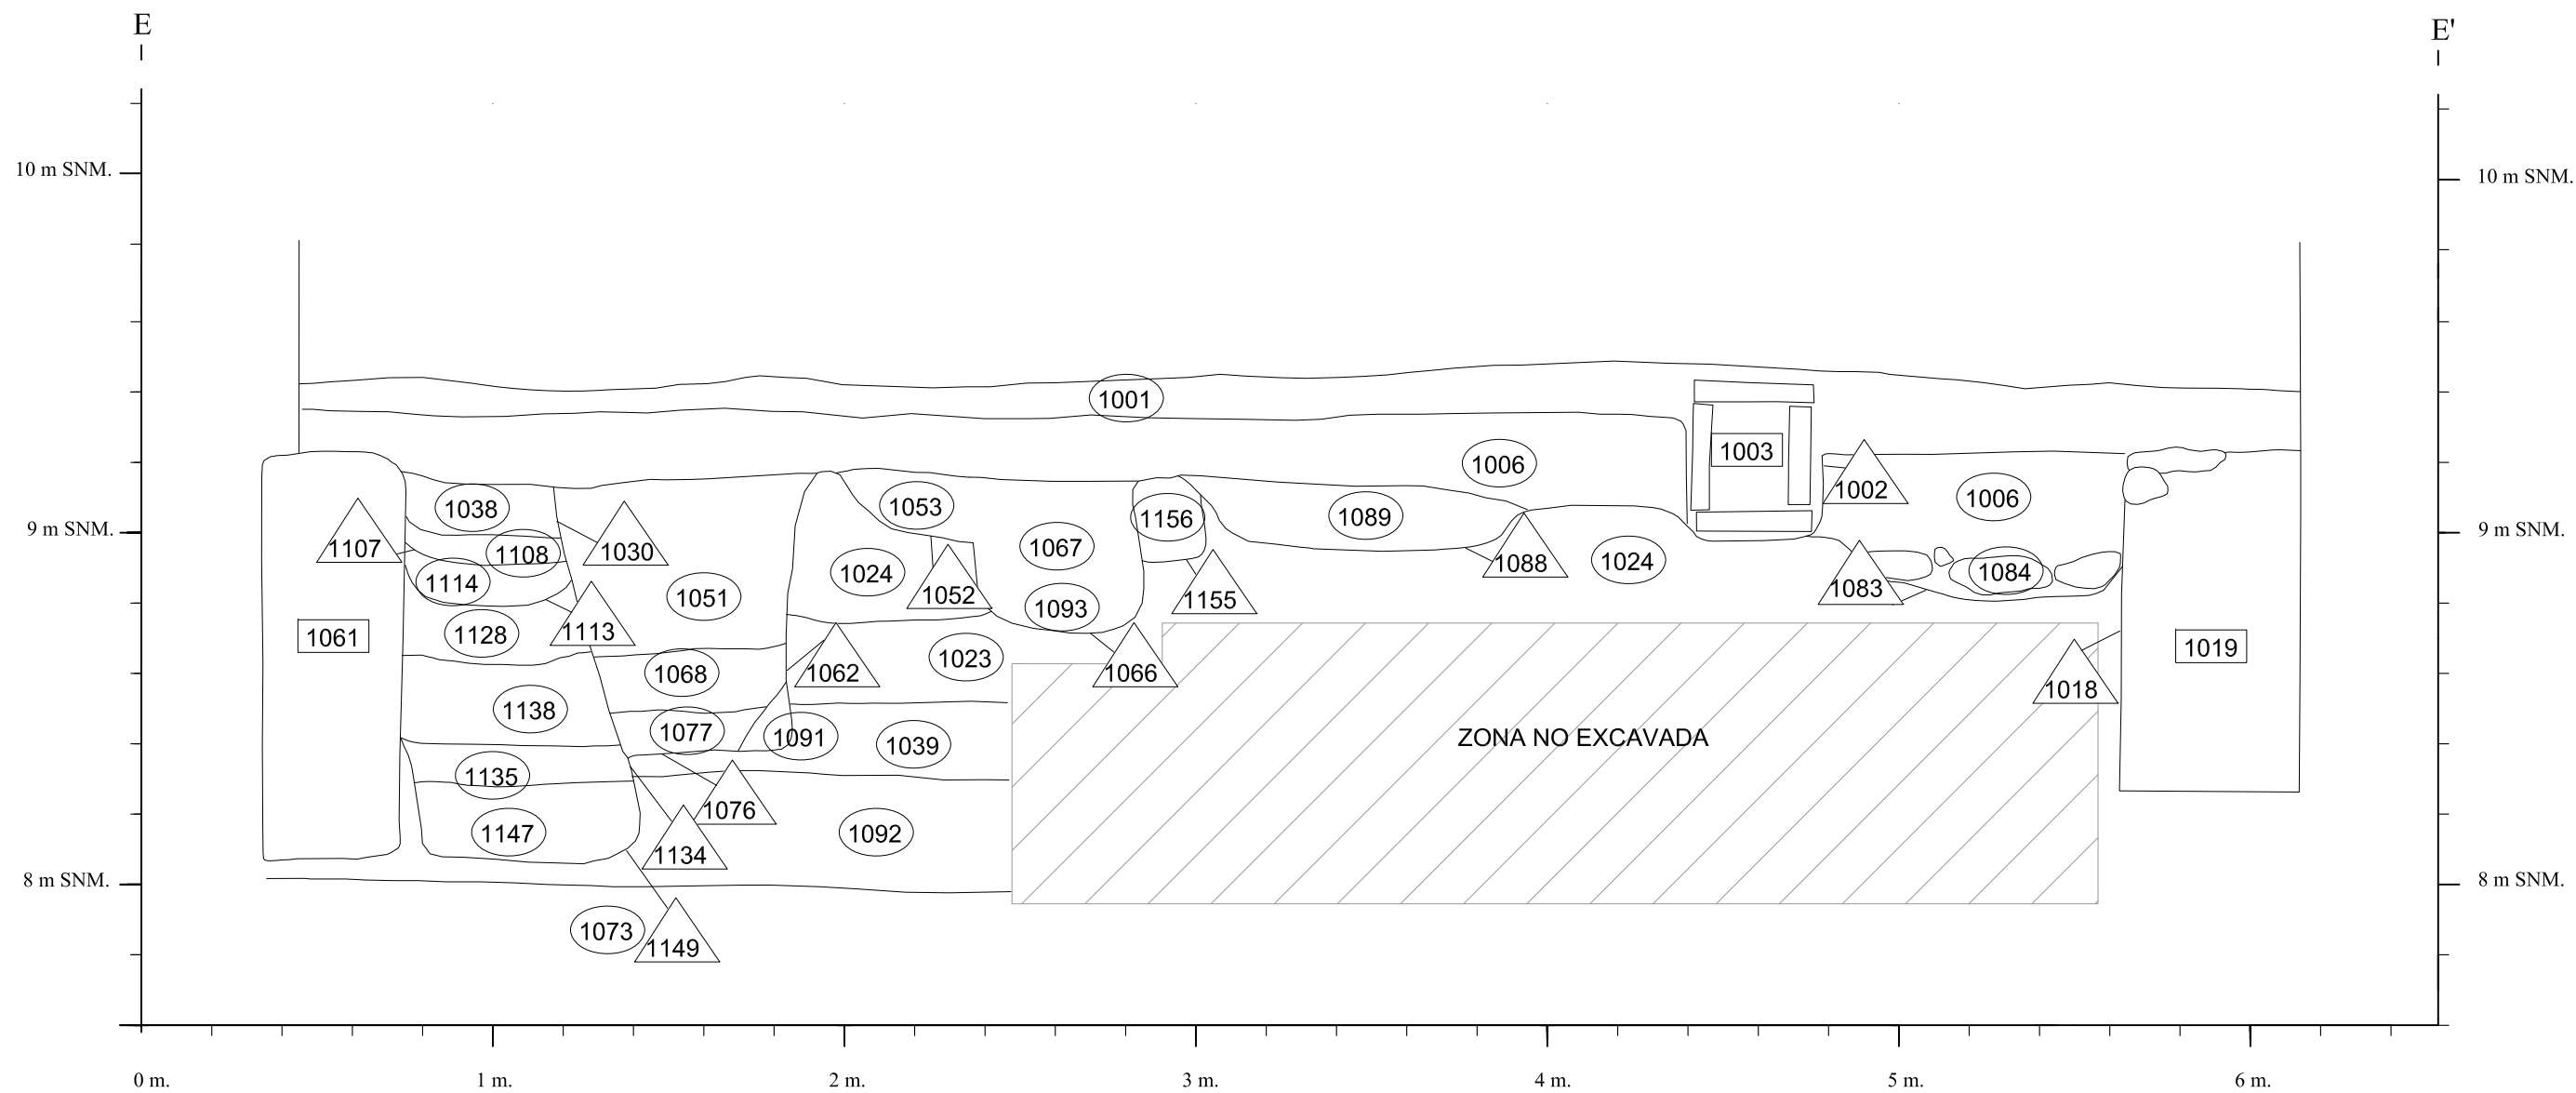 E E'
10 m SNM. 10 m SNM.
1001
1003
1006
1002
1038 1053 1156 1089 1006
1107 1108 1030 1067
1114 1051 1024 1052 1093 1155 1088 1024 1083 1084
1061 1128 1113
9 m SNM. 9 m SNM.
1068 1062 1023 1066 1018 1019
1138
1077 1091 1039 ZONA NO EXCAVADA
1135
1147 1076 1092
1134
8 m SNM. 8 m SNM.
1073 1149
0 m. 1 m. 2 m. 3 m. 4 m. 5 m. 6 m.